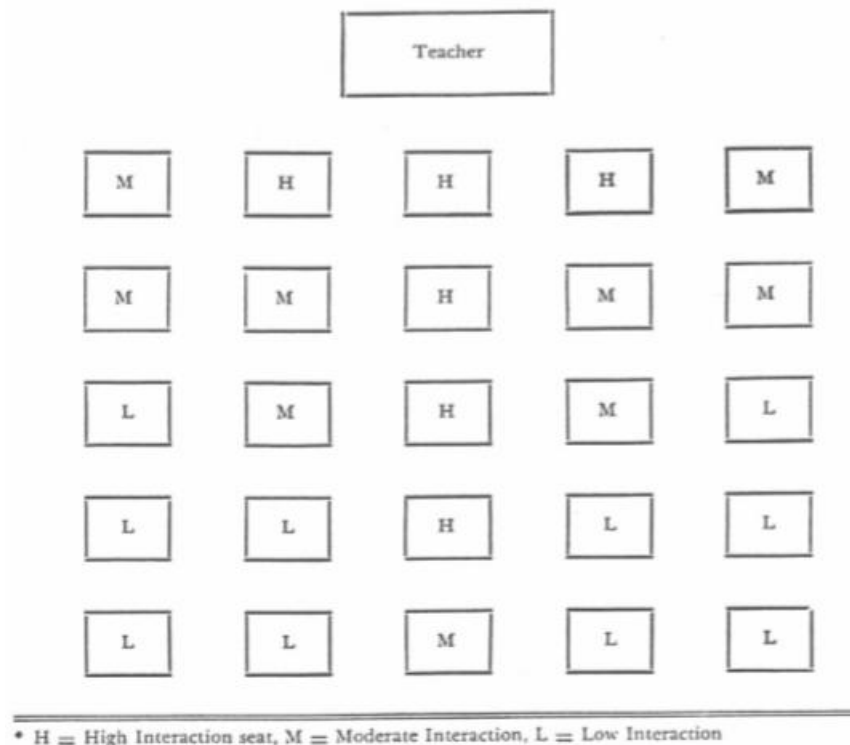 Teacher
M H H H M
M M H M M
L M H M L
L L H L L
L L M L L
* H = High Interaction seat, M = Moderate Interaction, L = Low Interaction